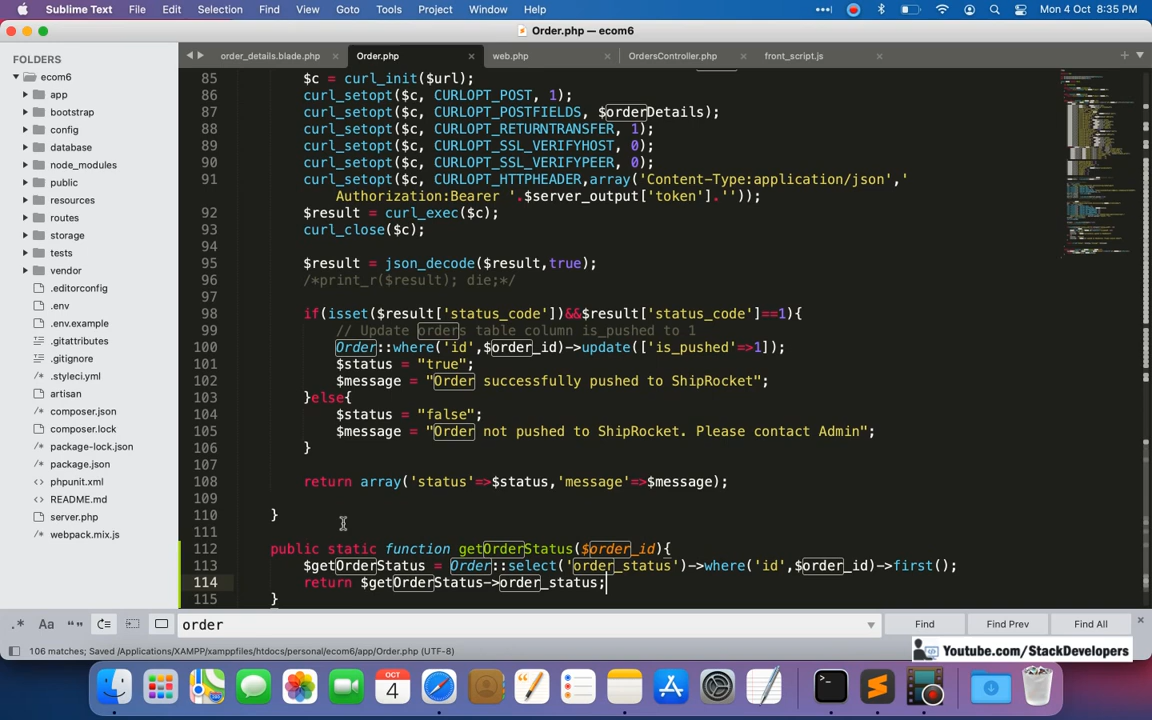 Sublime Text File Edit Selection Find View Goto Tools Project Window Help Mon 4 Oct 8:35 PM
Order.php — ecom6
FOLDERS
ecom6
app
bootstrap
config
database
node_modules
public
resources
routes
storage
tests
vendor
.editorconfig
.env
.env.example
.gitattributes
.gitignore
.styleci.yml
artisan
composer.json
composer.lock
package-lock.json
package.json
phpunit.xml
README.md
server.php
webpack.mix.js
order_details.blade.php Order.php web.php OrdersController.php front_script.js
85 $c = curl_init($url);
86 curl_setopt($c, CURLOPT_POST, 1);
87 curl_setopt($c, CURLOPT_POSTFIELDS, $orderDetails);
88 curl_setopt($c, CURLOPT_RETURNTRANSFER, 1);
89 curl_setopt($c, CURLOPT_SSL_VERIFYHOST, 0);
90 curl_setopt($c, CURLOPT_SSL_VERIFYPEER, 0);
91 curl_setopt($c, CURLOPT_HTTPHEADER,array('Content-Type:application/json','
Authorization:Bearer '.$server_output['token'].''));
92 $result = curl_exec($c);
93 curl_close($c);
94
95 $result = json_decode($result,true);
96 /*print_r($result); die;*/
97
98 if(isset($result['status_code'])&&$result['status_code']==1){
99 // Update orders table column is_pushed to 1
100 Order::where('id',$order_id)->update(['is_pushed'=>1]);
101 $status = "true";
102 $message = "Order successfully pushed to ShipRocket";
103 }else{
104 $status = "false";
105 $message = "Order not pushed to ShipRocket. Please contact Admin";
106 }
107
108 return array('status'=>$status,'message'=>$message);
109
110 }
111
112 public static function getOrderStatus($order_id){
113 $getOrderStatus = Order::select('order_status')->where('id',$order_id)->first();
114 return $getOrderStatus->order_status;
115 }
.* Aa “” order Find Find Prev Find All
106 matches; Saved /Applications/XAMPP/xamppfiles/htdocs/personal/ecom6/app/Order.php (UTF-8)
Youtube.com/StackDevelopers
OCT
4